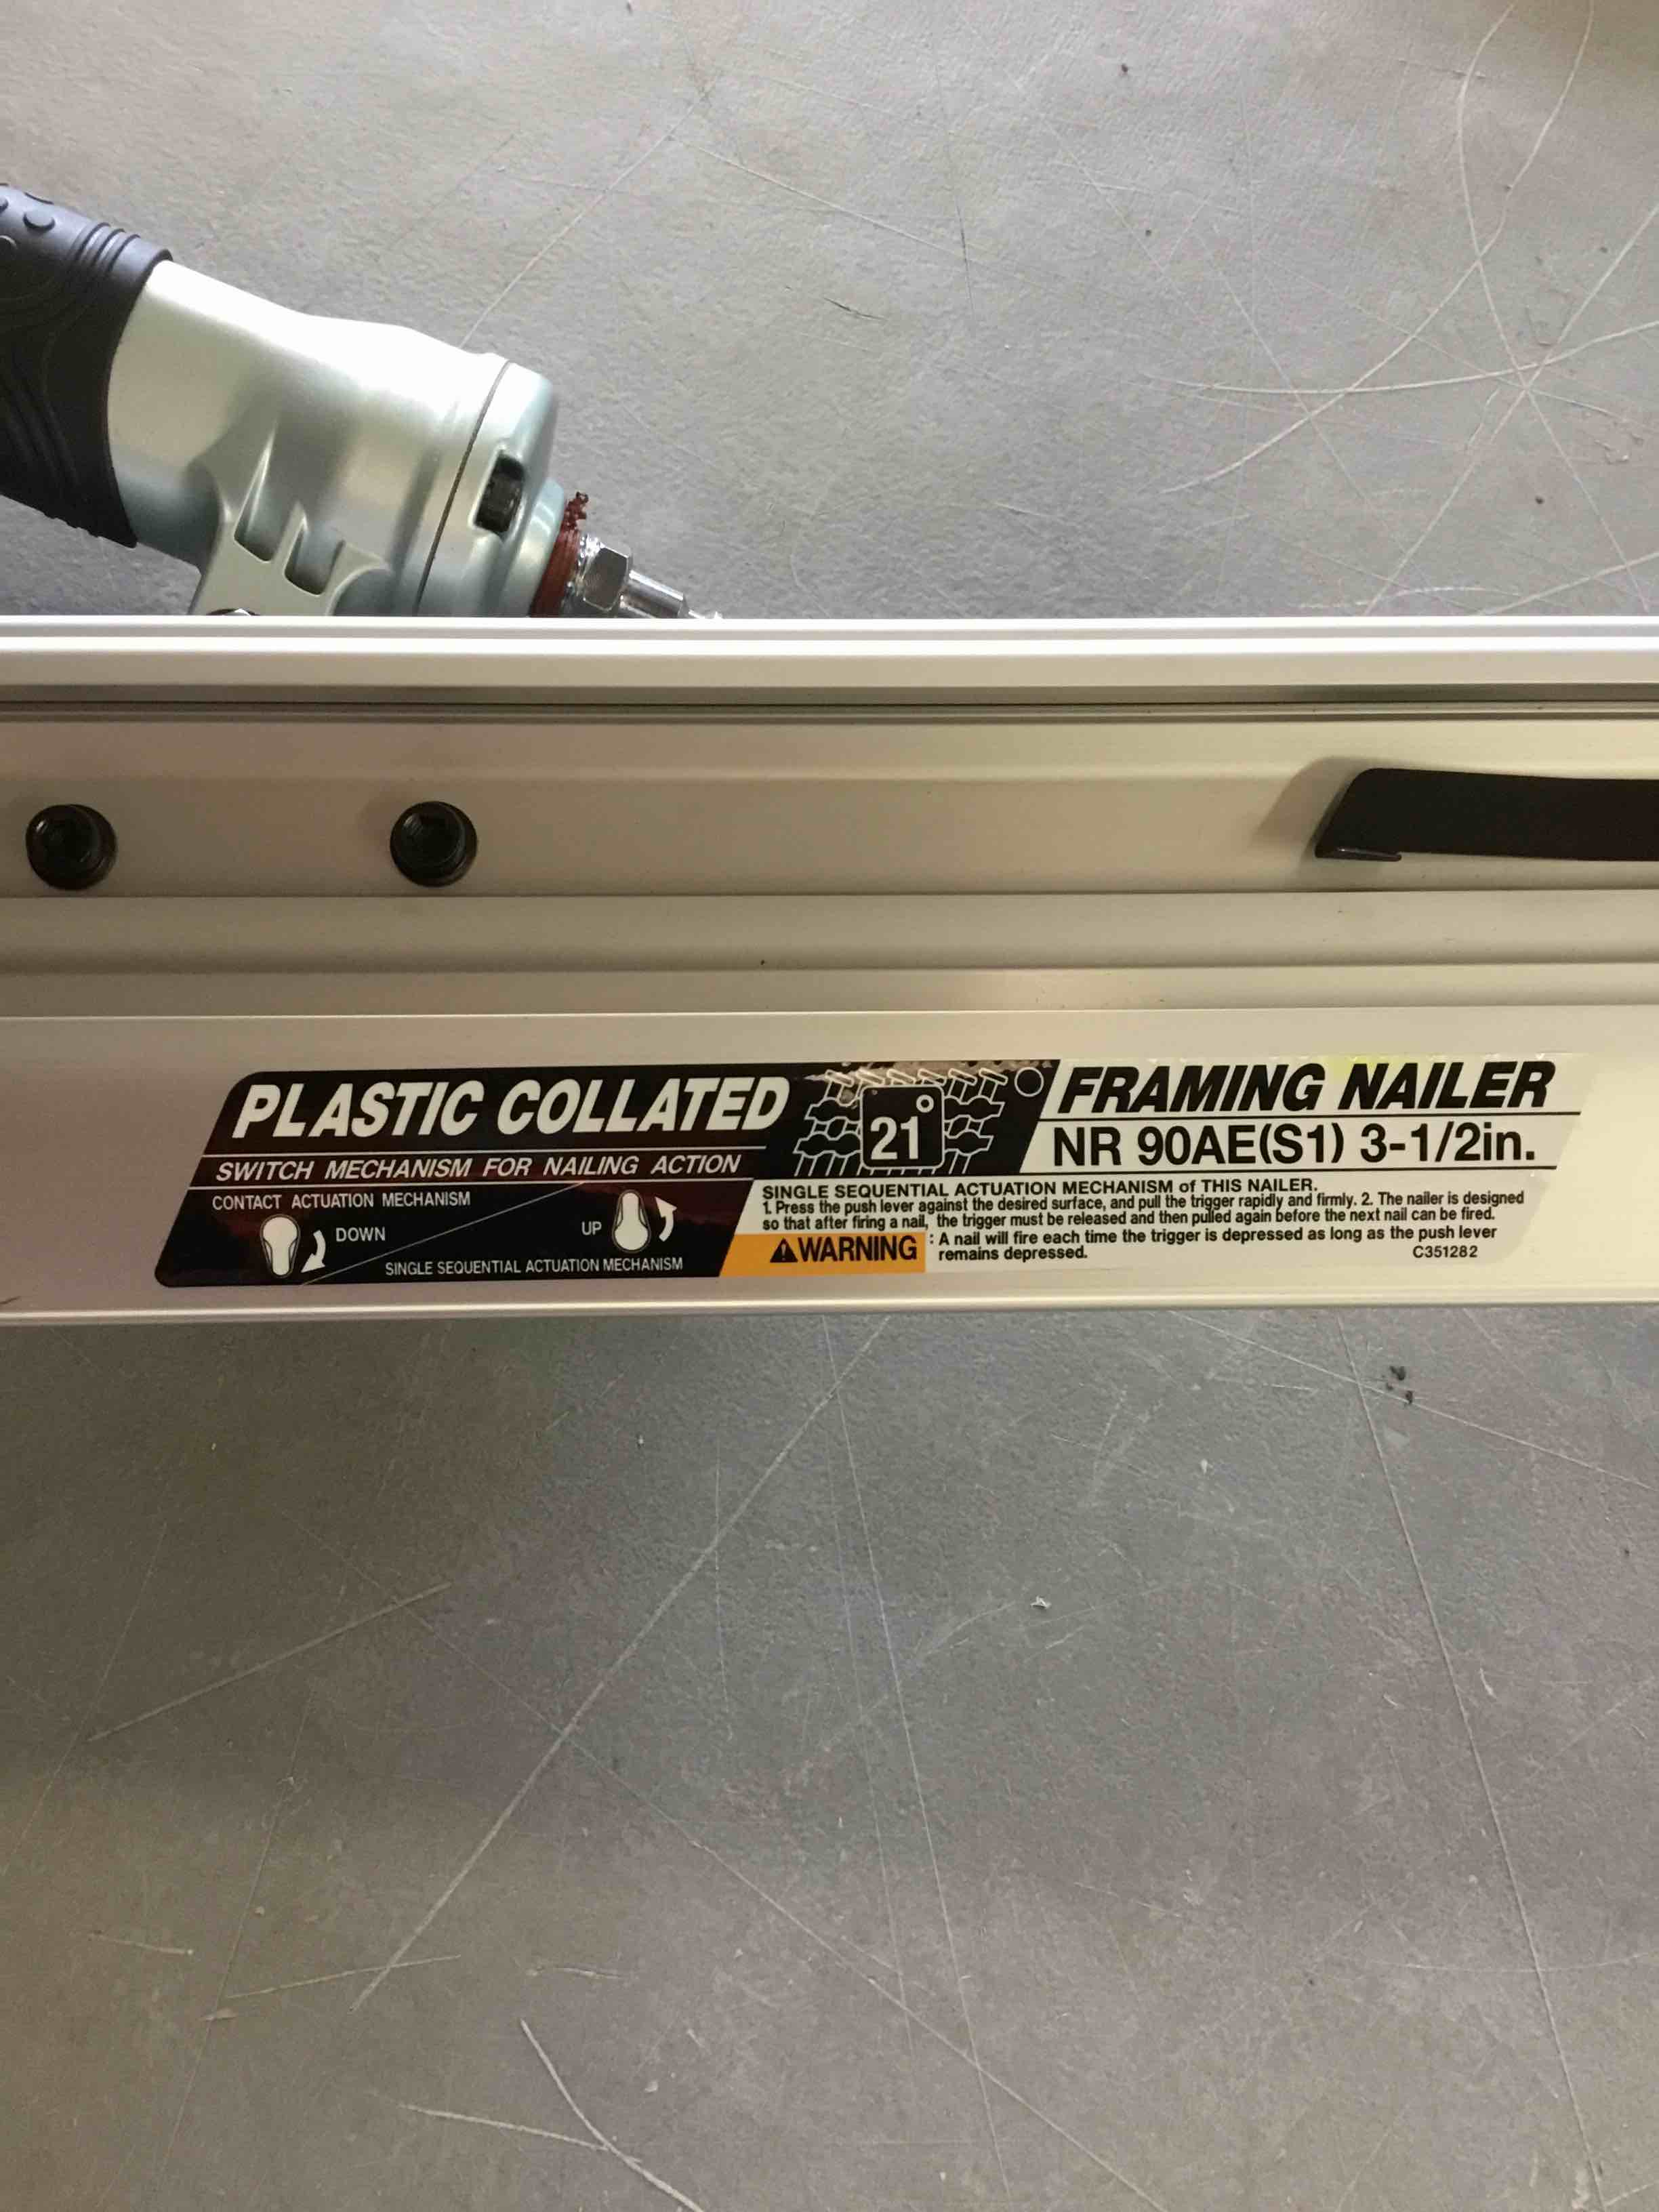 PLASTIC COLLATED
21°
FRAMING NAILER
NR 90AE(S1) 3-1/2in.
SWITCH MECHANISM FOR NAILING ACTION
CONTACT ACTUATION MECHANISM
DOWN
UP
SINGLE SEQUENTIAL ACTUATION MECHANISM
SINGLE SEQUENTIAL ACTUATION MECHANISM of THIS NAILER.
1. Press the push lever against the desired surface, and pull the trigger rapidly and firmly. 2. The nailer is designed
so that after firing a nail, the trigger must be released and then pulled again before the next nail can be fired.
WARNING : A nail will fire each time the trigger is depressed as long as the push lever
remains depressed.
C351282